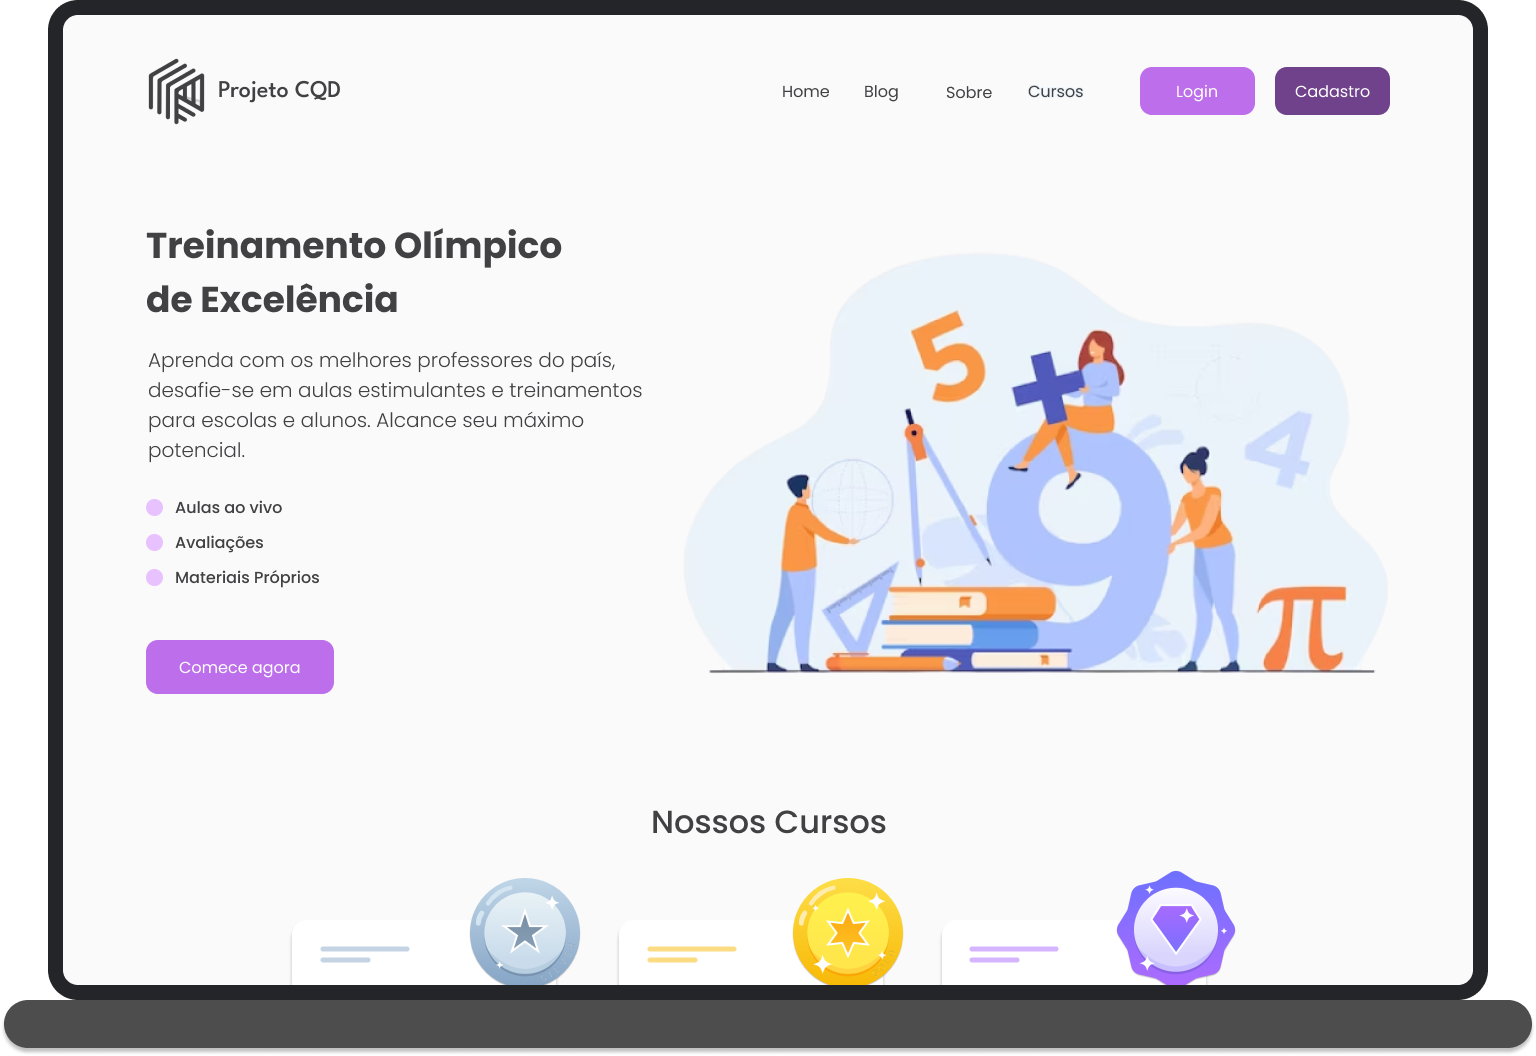 Projeto CQD
Home
Blog
Sobre
Cursos
Login
Cadastro
Treinamento Olímpico
de Excelência
Aprenda com os melhores professores do país,
desafie-se em aulas estimulantes e treinamentos
para escolas e alunos. Alcance seu máximo
potencial.
Aulas ao vivo
Avaliações
Materiais Próprios
Comece agora
5
+
4
9
π
Nossos Cursos